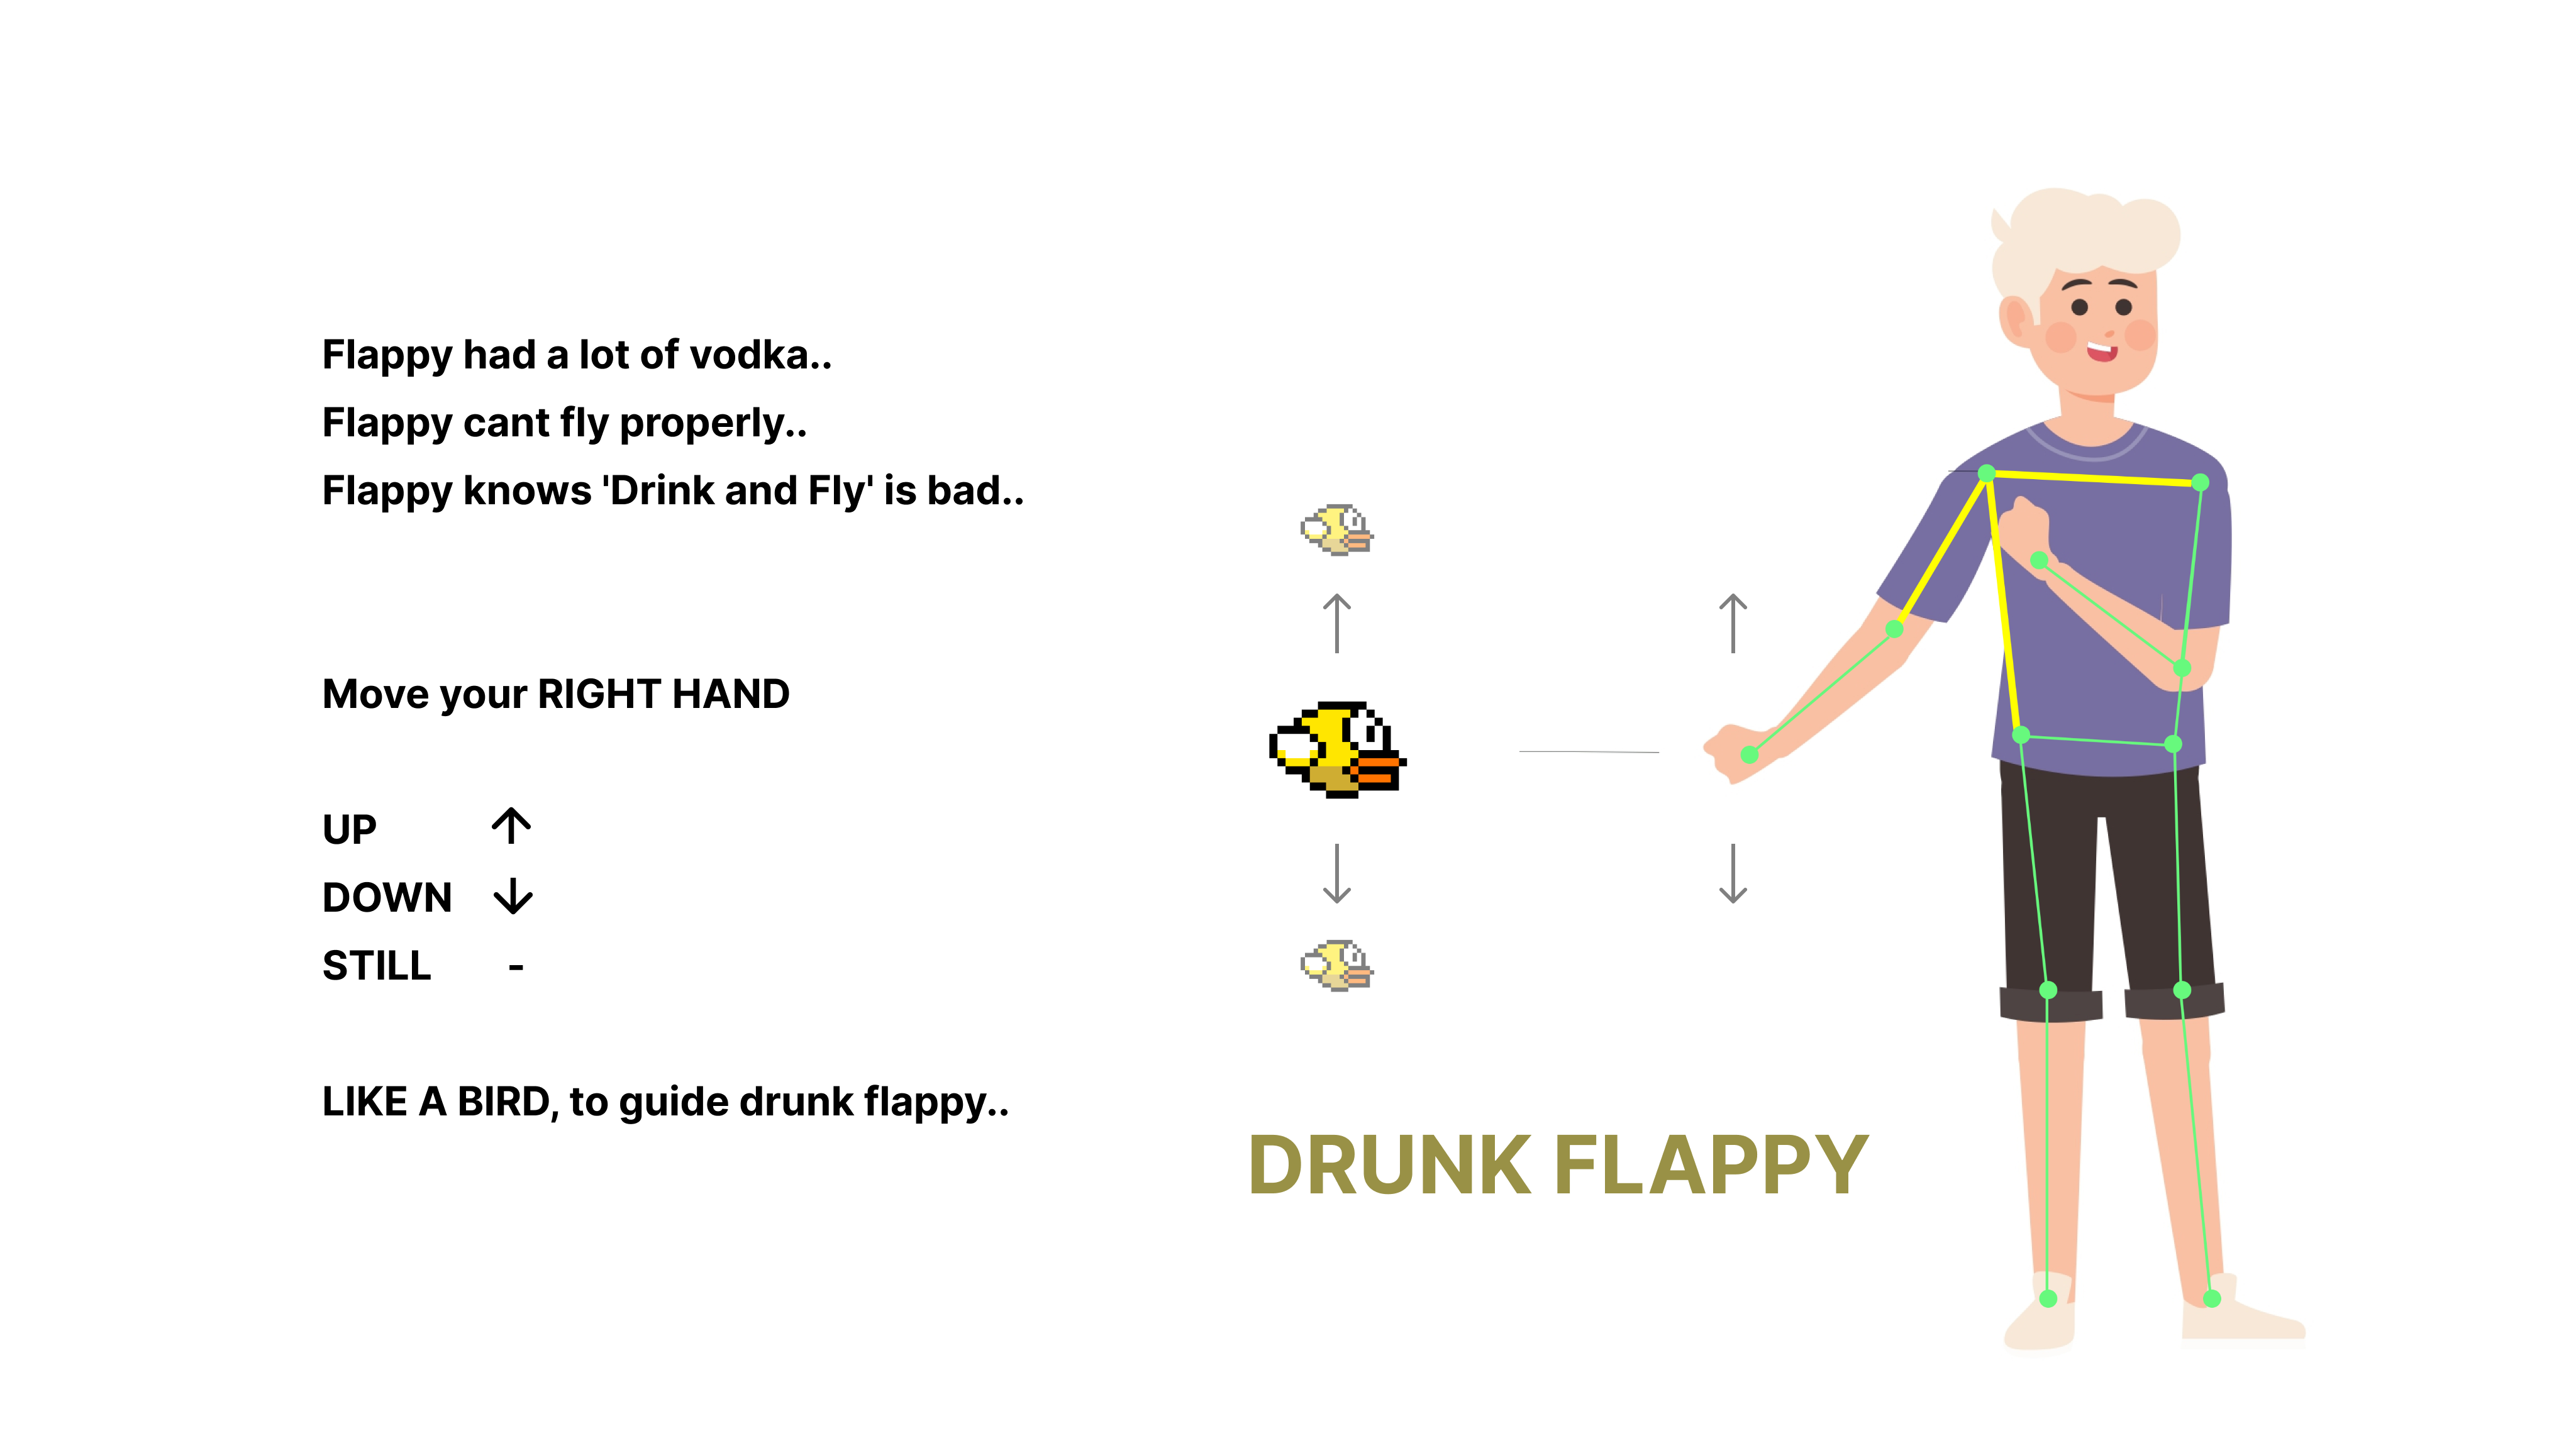 Flappy had a lot of vodka..
Flappy cant fly properly..
Flappy knows 'Drink and Fly' is bad..
Move your RIGHT HAND
UP ↑
DOWN ↓
STILL -
LIKE A BIRD, to guide drunk flappy..
DRUNK FLAPPY